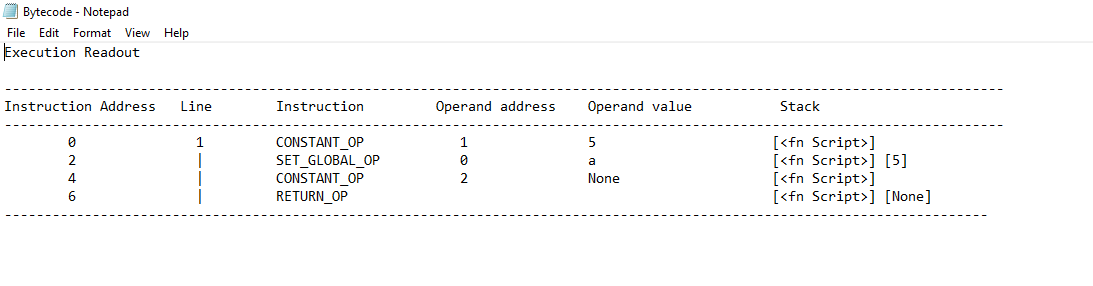 Bytecode - Notepad
File Edit Format View Help
Execution Readout
-----------------------------------------------------------------------------------------------------------------------------
Instruction Address   Line        Instruction         Operand address    Operand value           Stack
-----------------------------------------------------------------------------------------------------------------------------
        0               1         CONSTANT_OP            1               5                      [<fn Script>]
        2               |         SET_GLOBAL_OP          0               a                      [<fn Script>] [5]
        4               |         CONSTANT_OP            2               None                   [<fn Script>]
        6               |         RETURN_OP                                                     [<fn Script>] [None]
---------------------------------------------------------------------------------------------------------------------------